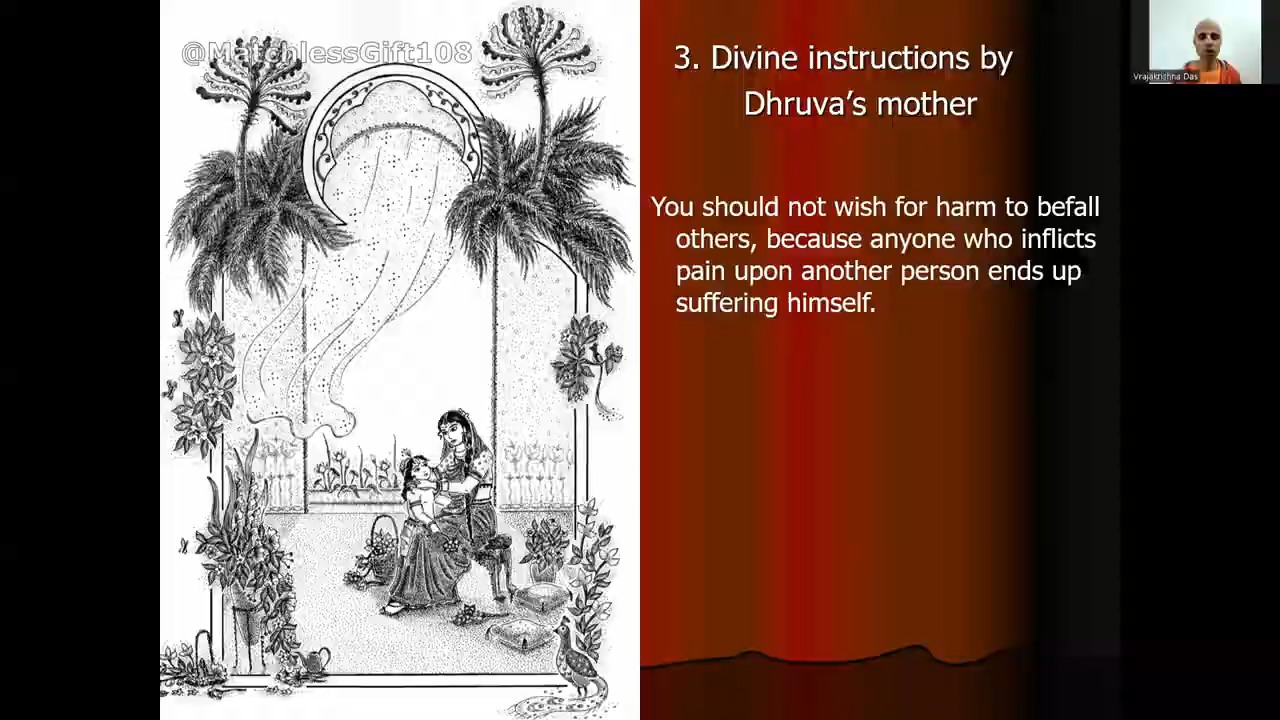 @MatchlessGift108
3. Divine instructions by
Dhruva’s mother
You should not wish for harm to befall
others, because anyone who inflicts
pain upon another person ends up
suffering himself.
Vrajakrishna Das